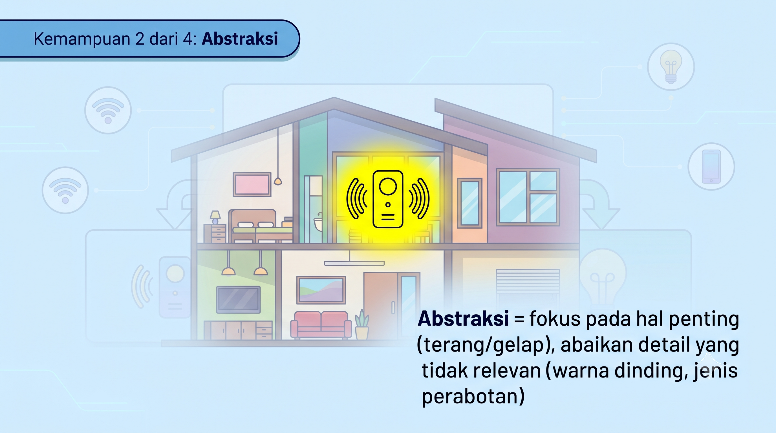 Kemampuan 2 dari 4: Abstraksi
Abstraksi = fokus pada hal penting
(terang/gelap), abaikan detail yang
tidak relevan (warna dinding, jenis
perabotan)